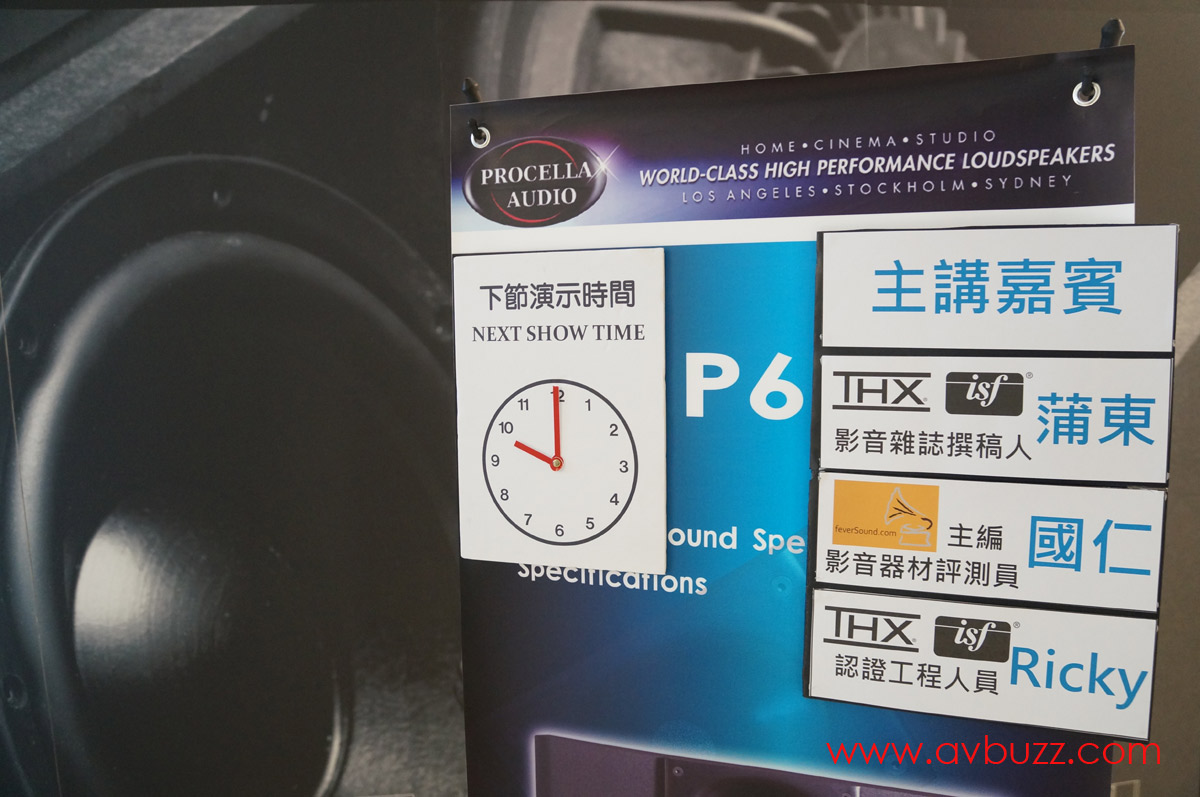 HOME•CINEMA•STUDIO
WORLD-CLASS HIGH PERFORMANCE LOUDSPEAKERS
LOS ANGELES•STOCKHOLM•SYDNEY
PROCELLA
AUDIO
下節演示時間
NEXT SHOW TIME
12
1
2
3
4
5
6
7
8
9
10
11
P6
ound Spe
Specifications
主講嘉賓
THX isf® 蒲東
影音雜誌撰稿人
feverSound.com 主編 國仁
影音器材評測員
THX isf® Ricky
認證工程人員
www.avbuzz.com